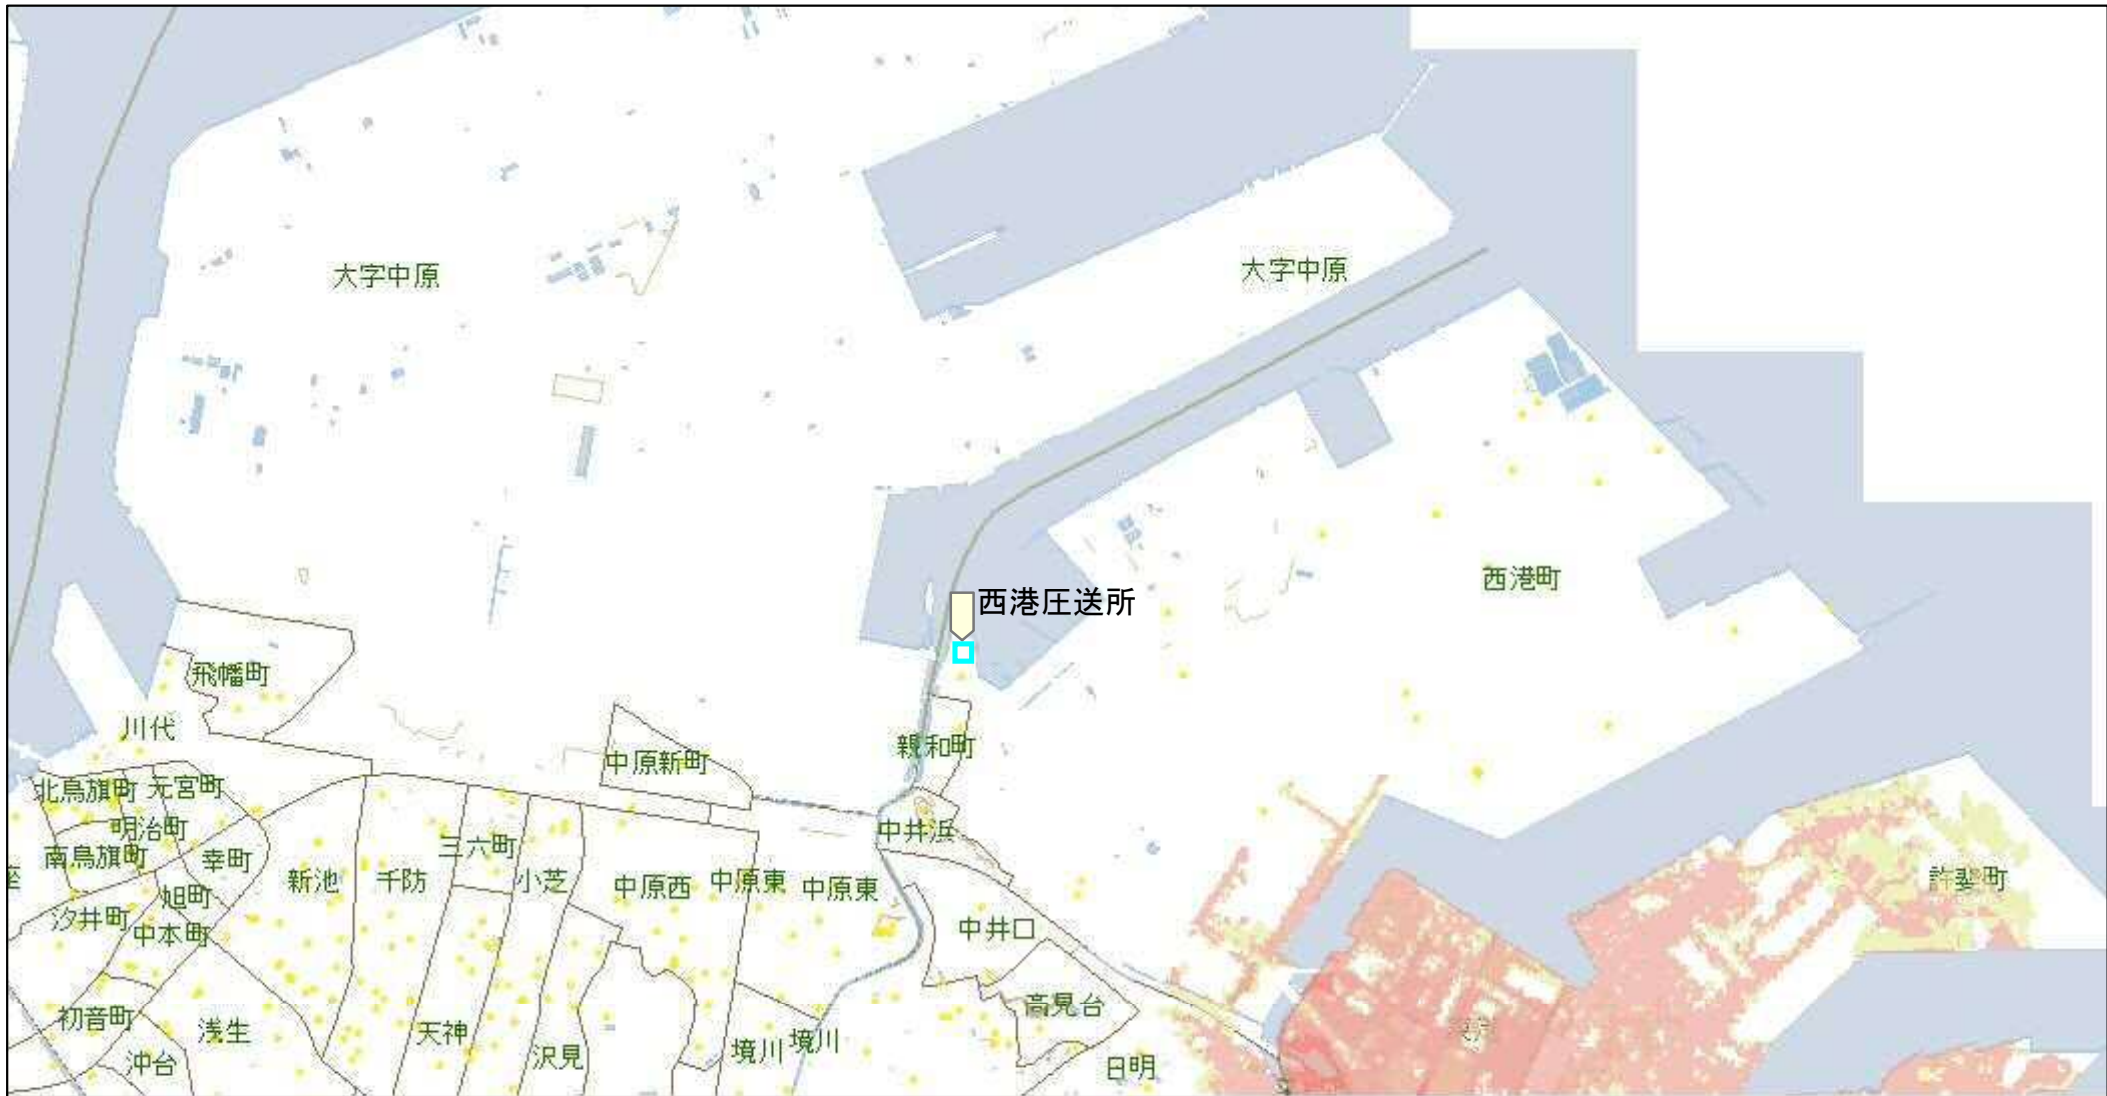 大字中原
大字中原
西港町
西港圧送所
飛幡町
川代
親和町
中原新町
北鳥旗町
元宮町
明治町
南鳥旗町
幸町
三六町
中井浜
新池
千防
小芝
中原西
中原東
中原東
許斐町
旭町
汐井町
中本町
中井口
高見台
初音町
浅生
天神
沢見
境川
境川
沖台
日明